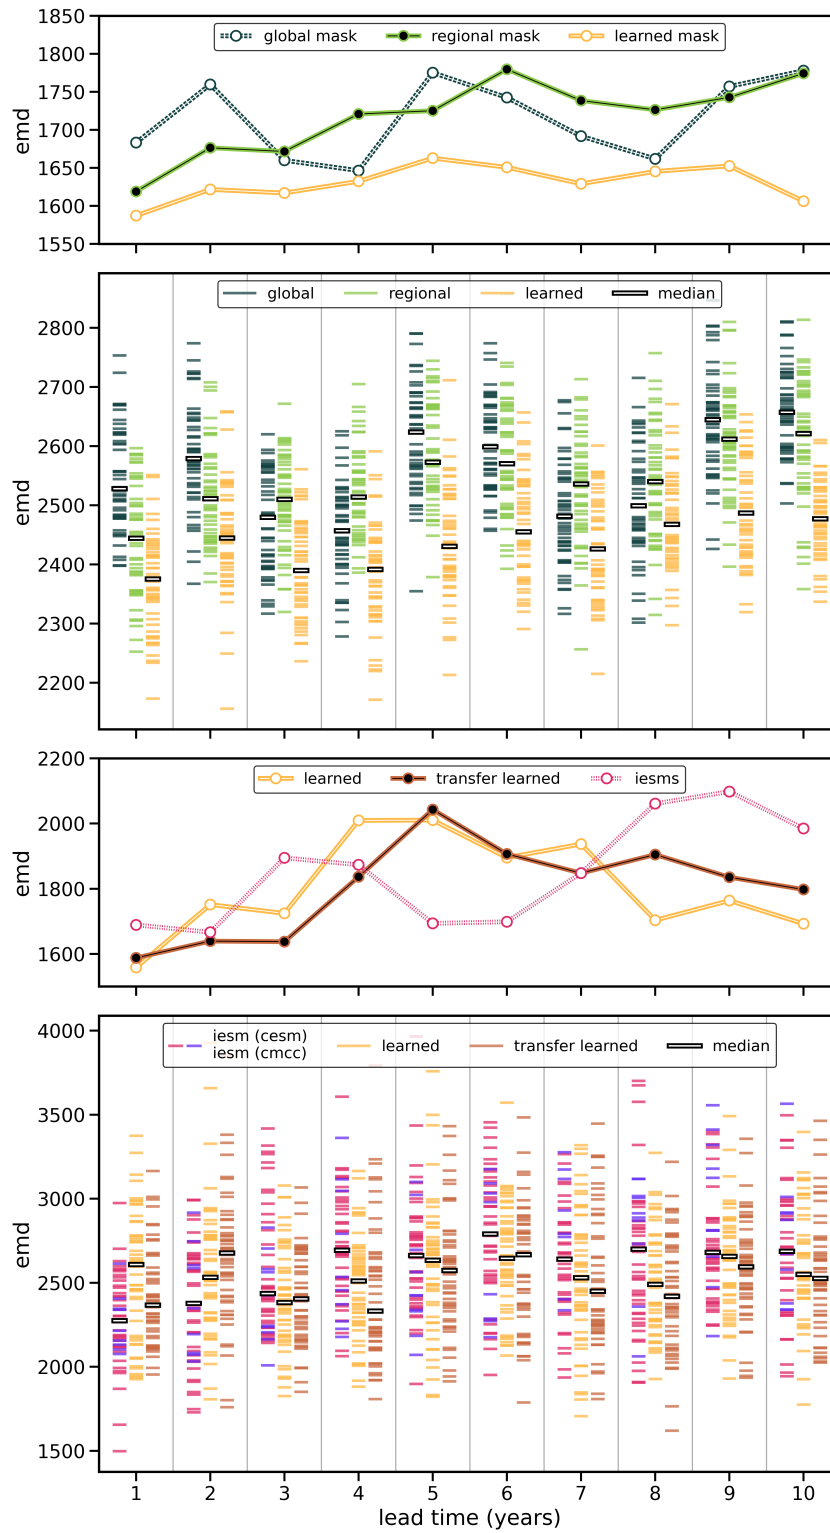 1850
global mask regional mask learned mask
1800
1750
1700
1650
1600
1550
emd
global regional learned median
2800
2700
2600
2500
2400
2300
2200
emd
2200
learned transfer learned iesms
2000
1800
1600
emd
4000
iesm (cesm)
iesm (cmcc)
learned transfer learned median
3500
3000
2500
2000
1500
emd
1 2 3 4 5 6 7 8 9 10
lead time (years)